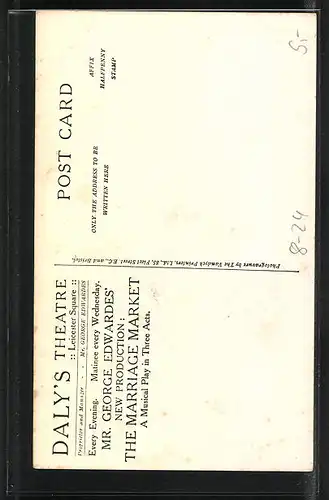 DALY'S THEATRE
:: Leicester Square ::
Proprietor and Manager - - Mr. GEORGE EDWARDES
Every Evening. Matinee every Wednesday.
MR. GEORGE EDWARDES'
NEW PRODUCTION:
THE MARRIAGE MARKET
A Musical Play in Three Acts.
Photogravure by The Vandyck Printers, Ltd., 85, Fleet Street, E.C. and Bristol.
POST CARD
ONLY THE ADDRESS TO BE
WRITTEN HERE
AFFIX
HALFPENNY
STAMP
8-24
5,-